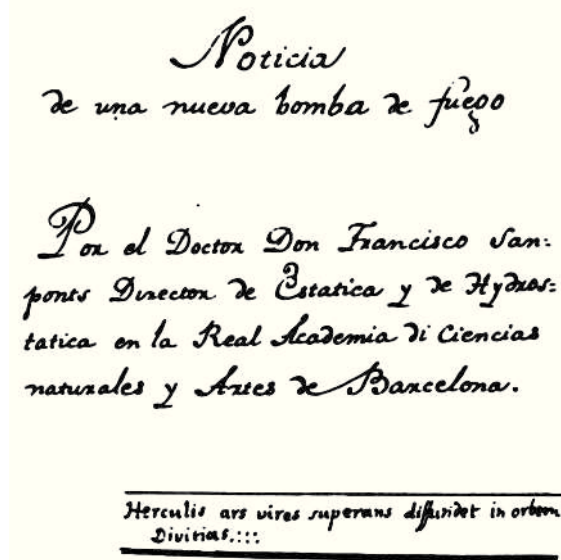 Noticia
de una nueva bomba de fuego
Por el Doctor Don Francisco San:
ponts Director de Estatica y de Hydros:
tatica en la Real Academia di Ciencias
naturales y Artes de Barcelona.
Herculis ars vires superans diffundet in orbem
Divitias.:::